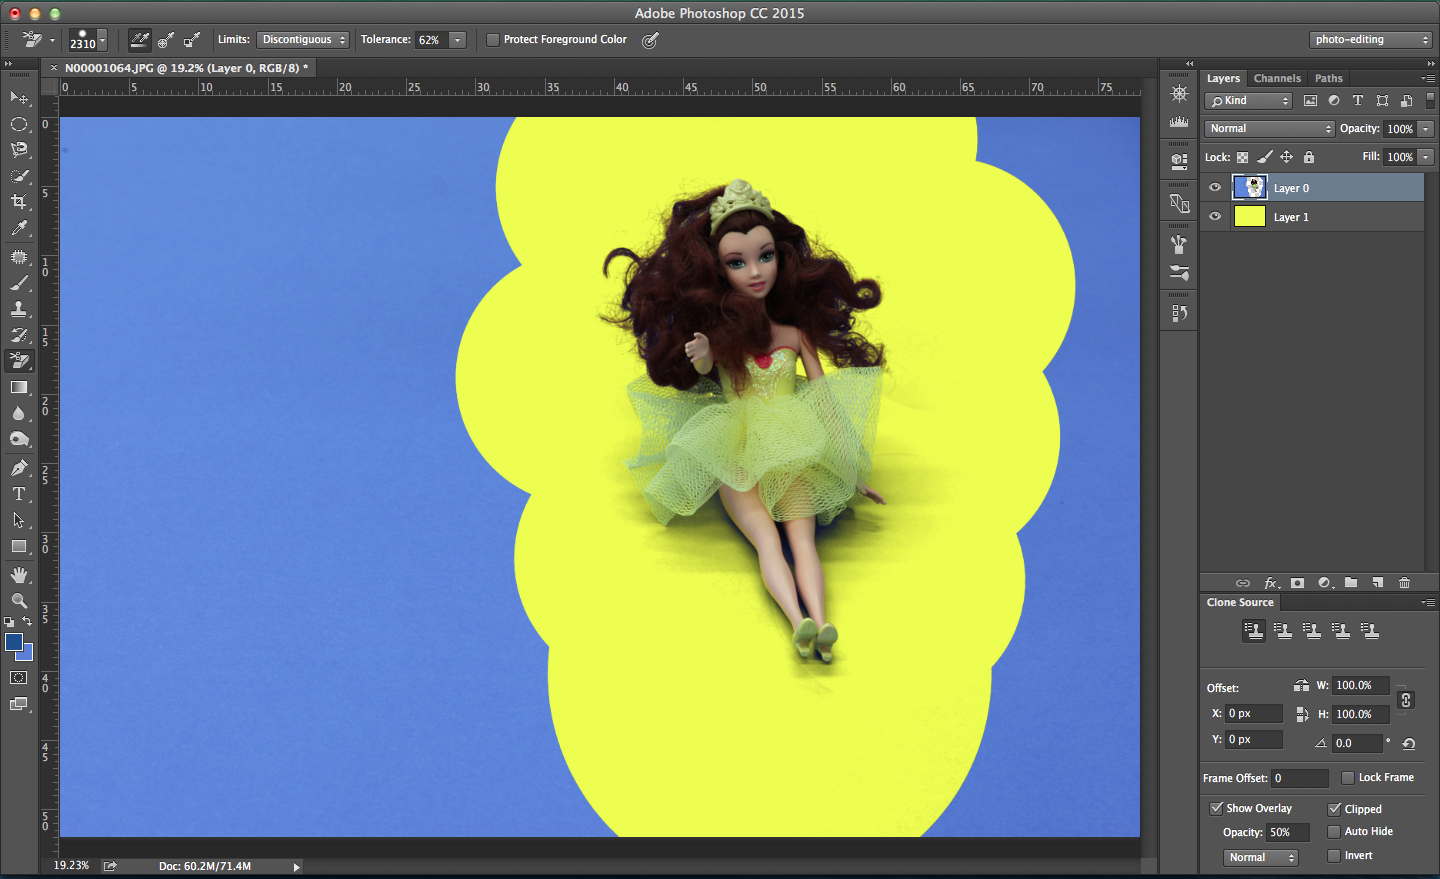 Adobe Photoshop CC 2015
2310 Limits: Discontiguous Tolerance: 62% Protect Foreground Color photo-editing
N00001064.JPG @ 19.2% (Layer 0, RGB/8) *
0 5 10 15 20 25 30 35 40 45 50 55 60 65 70 75
0
5
10
15
20
25
30
35
40
45
50
Layers Channels Paths
Kind
Normal Opacity: 100%
Lock: Fill: 100%
Layer 0
Layer 1
fx
Clone Source
Offset: W: 100.0%
X: 0 px H: 100.0%
Y: 0 px 0.0 °
Frame Offset: 0 Lock Frame
Show Overlay Clipped
Opacity: 50% Auto Hide
Normal Invert
19.23% Doc: 60.2M/71.4M